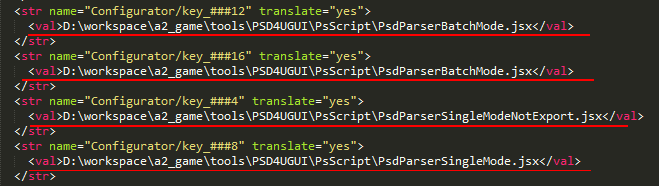 <str name="Configurator/key_###12" translate="yes">
<val>D:\workspace\a2_game\tools\PSD4UGUI\PsScript\PsdParserBatchMode.jsx</val>
</str>
<str name="Configurator/key_###16" translate="yes">
<val>D:\workspace\a2_game\tools\PSD4UGUI\PsScript\PsdParserBatchMode.jsx</val>
</str>
<str name="Configurator/key_###4" translate="yes">
<val>D:\workspace\a2_game\tools\PSD4UGUI\PsScript\PsdParserSingleModeNotExport.jsx</val>
</str>
<str name="Configurator/key_###8" translate="yes">
<val>D:\workspace\a2_game\tools\PSD4UGUI\PsScript\PsdParserSingleMode.jsx</val>
</str>